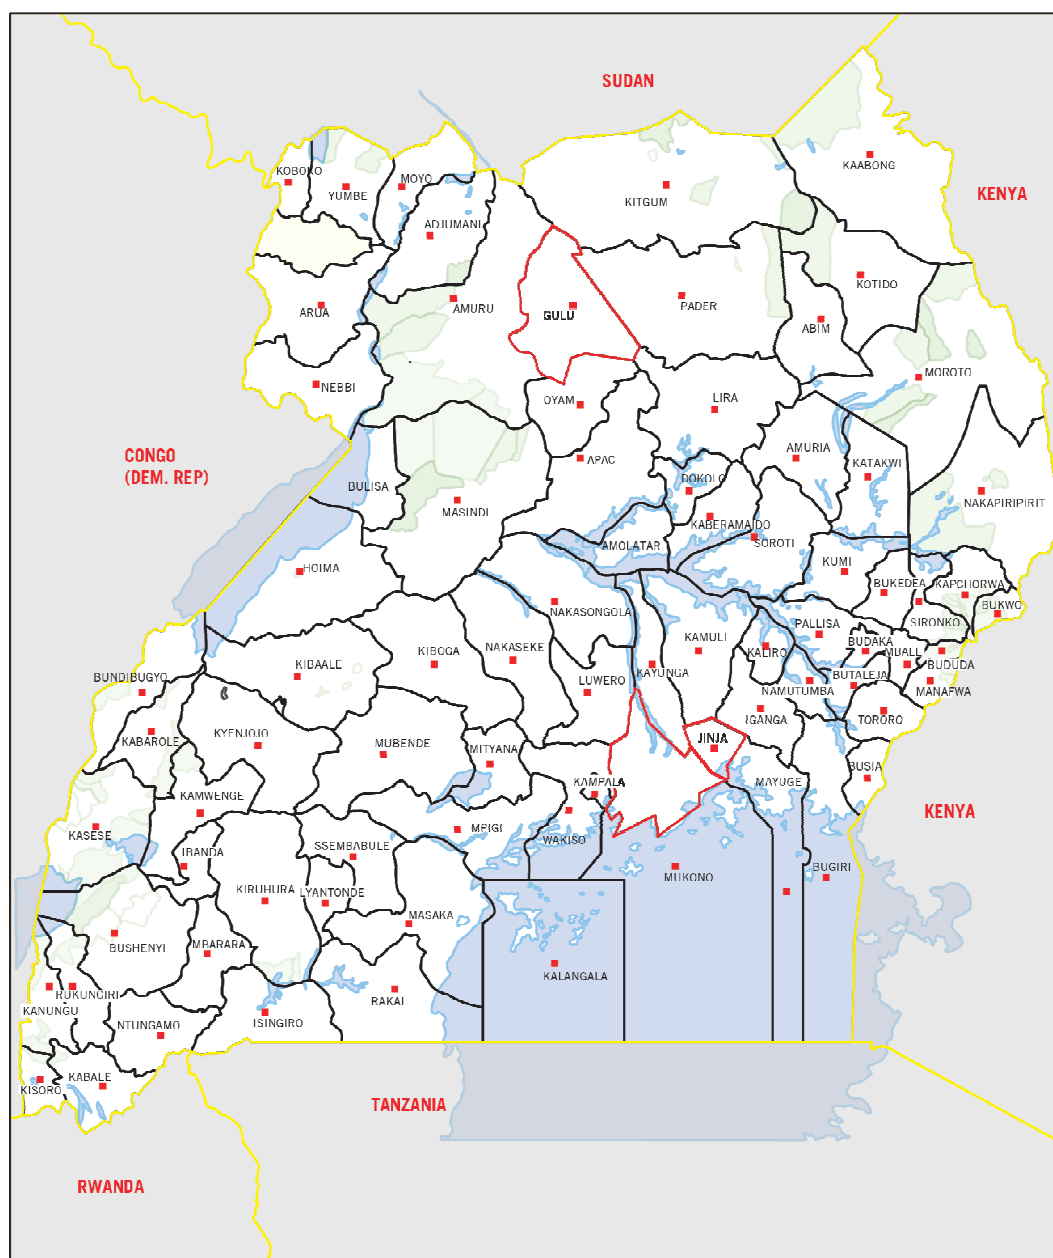 SUDAN
KAABONG
KOBOKO
MOYO
YUMBE
KENYA
KITGUM
ADJUMANI
KOTIDO
AMURU
PADER
ARUA
GULU
ABIM
MOROTO
NEBBI
OYAM
LIRA
AMURIA
CONGO
(DEM. REP)
APAC
KATAKWI
BULISA
DOKOLO
NAKAPIRIPIRIT
MASINDI
KABERAMAIDO
AMOLATAR
SOROTI
KUMI
HOIMA
BUKEDEA
KAPCHORWA
NAKASONGOLA
BUKWO
SIRONKO
PALLISA
KAMULI
BUDAKA
KIBOGA
NAKASEKE
KALIRO
MBALL
KIBAALE
BUDUDA
KAYUNGA
BUNDIBUGYO
LUWERO
BUTALEJA
NAMUTUMBA
MANAFWA
IGANGA
TORORO
KABAROLE
KYENJOJO
JINJA
MUBENDE
MITYANA
BUSIA
KAMPALA
MAYUGE
KAMWENGE
KENYA
MPIGI
KASESE
WAKISO
SSEMBABULE
IBANDA
BUGIRI
MUKONO
KIRUHURA
LYANTONDE
MASAKA
BUSHENYI
MBARARA
KALANGALA
RUKUNGIRI
RAKAI
KANUNGU
NTUNGAMO
ISINGIRO
KABALE
KISORO
TANZANIA
RWANDA